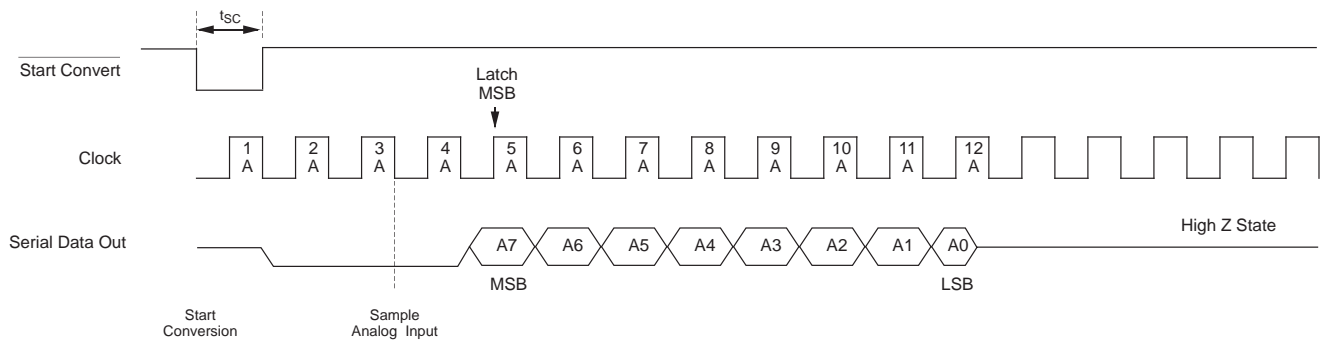 tSC
Start Convert
Latch
MSB
Clock
1 2 3 4 5 6 7 8 9 10 11 12
A A A A A A A A A A A A
High Z State
Serial Data Out
A7 A6 A5 A4 A3 A2 A1 A0
MSB LSB
Start Sample
Conversion Analog Input